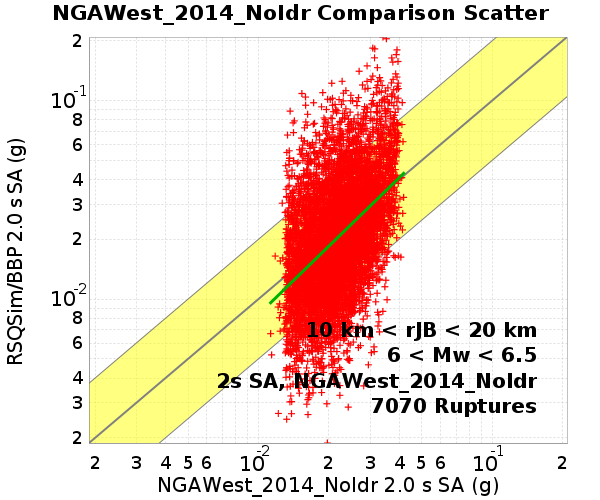 NGAWest_2014_NoIdr Comparison Scatter
2
10-1
8
6
4
3
2
10-2
8
6
4
3
2
RSQSim/BBP 2.0 s SA (g)
10 km < rJB < 20 km
6 < Mw < 6.5
2s SA, NGAWest_2014_NoIdr
7070 Ruptures
2 3 4 5 6 10-2 2 3 4 5 6 10-1 2
NGAWest_2014_NoIdr 2.0 s SA (g)